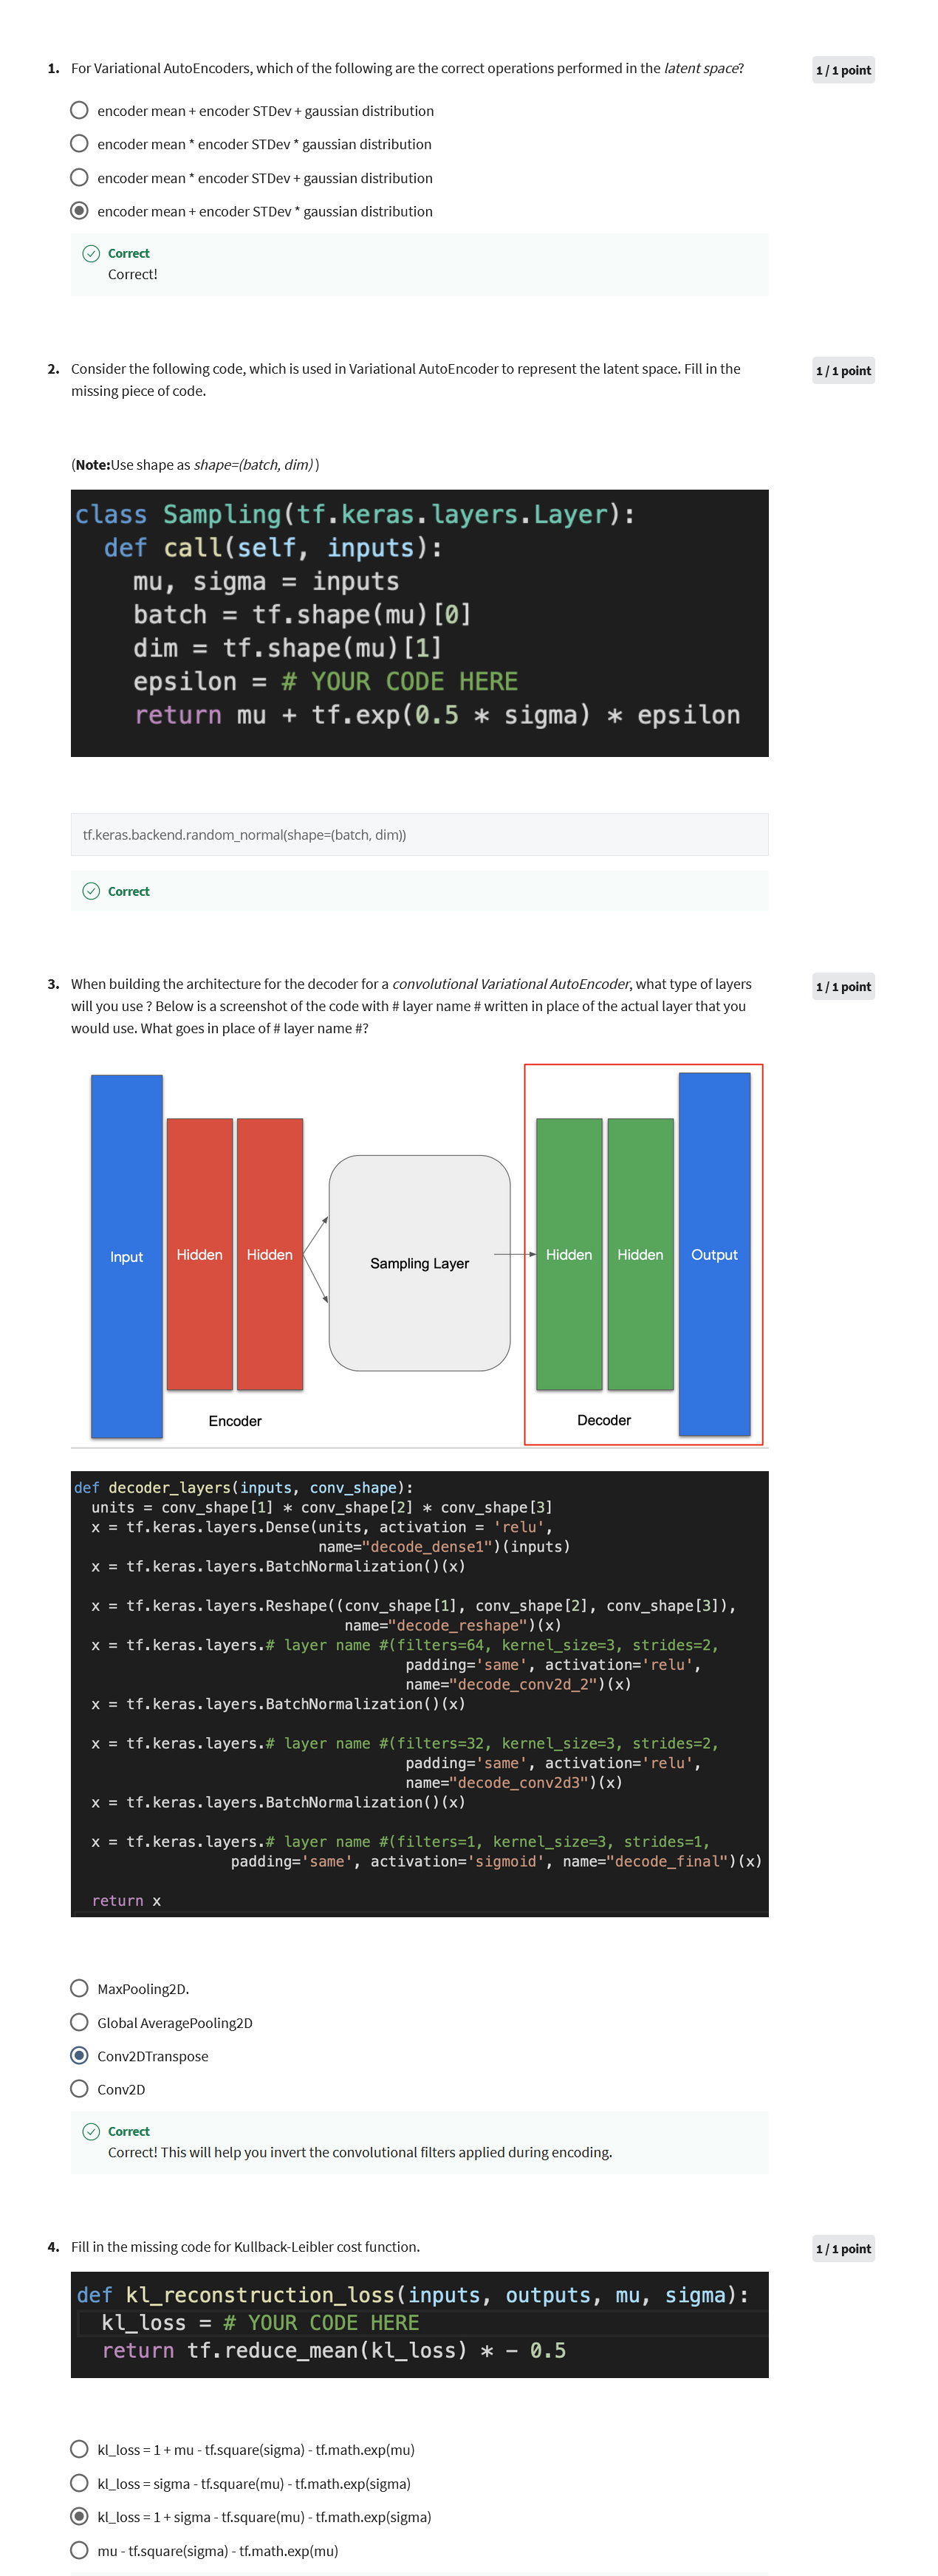 1. For Variational AutoEncoders, which of the following are the correct operations performed in the latent space?
1 / 1 point
encoder mean + encoder STDev + gaussian distribution
encoder mean * encoder STDev * gaussian distribution
encoder mean * encoder STDev + gaussian distribution
encoder mean + encoder STDev * gaussian distribution
Correct
Correct!
2. Consider the following code, which is used in Variational AutoEncoder to represent the latent space. Fill in the
missing piece of code.
1 / 1 point
(Note:Use shape as shape=(batch, dim) )
class Sampling(tf.keras.layers.Layer):
def call(self, inputs):
mu, sigma = inputs
batch = tf.shape(mu)[0]
dim = tf.shape(mu)[1]
epsilon = # YOUR CODE HERE
return mu + tf.exp(0.5 * sigma) * epsilon
tf.keras.backend.random_normal(shape=(batch, dim))
Correct
3. When building the architecture for the decoder for a convolutional Variational AutoEncoder, what type of layers
will you use ? Below is a screenshot of the code with # layer name # written in place of the actual layer that you
would use. What goes in place of # layer name #?
1 / 1 point
Input
Hidden
Hidden
Sampling Layer
Hidden
Hidden
Output
Encoder
Decoder
def decoder_layers(inputs, conv_shape):
units = conv_shape[1] * conv_shape[2] * conv_shape[3]
x = tf.keras.layers.Dense(units, activation = 'relu',
name="decode_dense1")(inputs)
x = tf.keras.layers.BatchNormalization()(x)
x = tf.keras.layers.Reshape((conv_shape[1], conv_shape[2], conv_shape[3]),
name="decode_reshape")(x)
x = tf.keras.layers.# layer name #(filters=64, kernel_size=3, strides=2,
padding='same', activation='relu',
name="decode_conv2d_2")(x)
x = tf.keras.layers.BatchNormalization()(x)
x = tf.keras.layers.# layer name #(filters=32, kernel_size=3, strides=2,
padding='same', activation='relu',
name="decode_conv2d3")(x)
x = tf.keras.layers.BatchNormalization()(x)
x = tf.keras.layers.# layer name #(filters=1, kernel_size=3, strides=1,
padding='same', activation='sigmoid', name="decode_final")(x)
return x
MaxPooling2D.
Global AveragePooling2D
Conv2DTranspose
Conv2D
Correct
Correct! This will help you invert the convolutional filters applied during encoding.
4. Fill in the missing code for Kullback-Leibler cost function.
1 / 1 point
def kl_reconstruction_loss(inputs, outputs, mu, sigma):
kl_loss = # YOUR CODE HERE
return tf.reduce_mean(kl_loss) * - 0.5
kl_loss = 1 + mu - tf.square(sigma) - tf.math.exp(mu)
kl_loss = sigma - tf.square(mu) - tf.math.exp(sigma)
kl_loss = 1 + sigma - tf.square(mu) - tf.math.exp(sigma)
mu - tf.square(sigma) - tf.math.exp(mu)